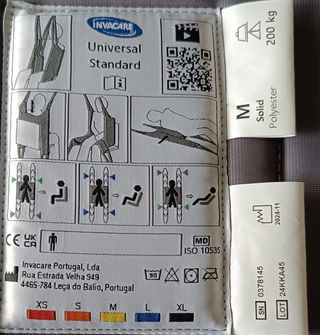 INVACARE
Universal
Standard
CE UK CA
MD
ISO 10535
Invacare Portugal, Lda
Rua Estrada Velha 949
4465-784 Leça do Balio, Portugal
XS S M L XL
200 kg
M
Solid
Polyester
2024-11
SN 0378145
LOT 24KKA45